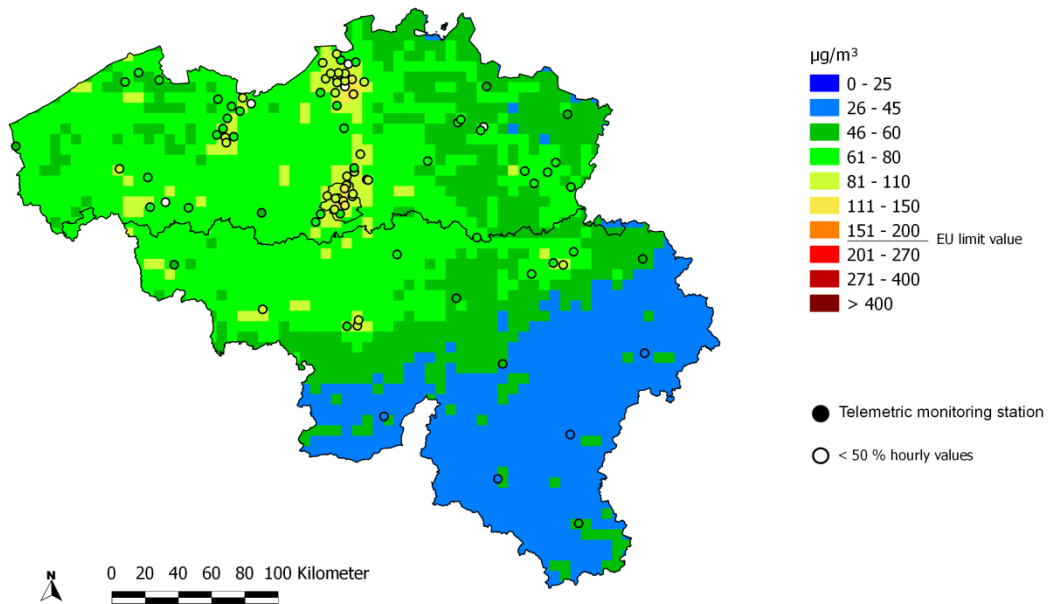 µg/m³
0 - 25
26 - 45
46 - 60
61 - 80
81 - 110
111 - 150
151 - 200
EU limit value
201 - 270
271 - 400
> 400
Telemetric monitoring station
< 50 % hourly values
N
0 20 40 60 80 100 Kilometer